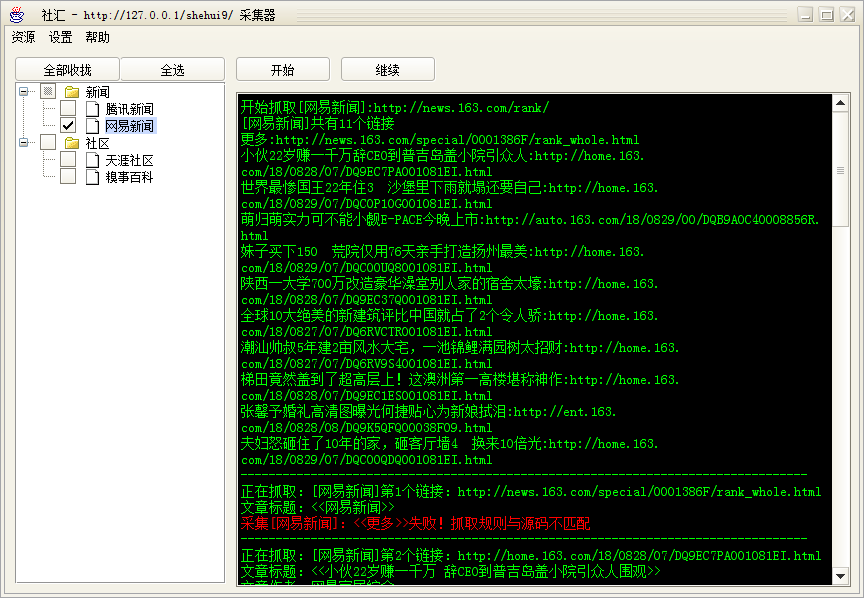 社汇 - http://127.0.0.1/shehui9/ 采集器
资源 设置 帮助
全部收拢 全选 开始 继续
新闻
腾讯新闻
网易新闻
社区
天涯社区
糗事百科
开始抓取[网易新闻]:http://news.163.com/rank/
[网易新闻]共有11个链接
更多:http://news.163.com/special/0001386F/rank_whole.html
小伙22岁赚一千万辞CEO到普吉岛盖小院引众人:http://home.163.
com/18/0828/07/DQ9EC7PA001081EI.html
世界最惨国王22年住3 沙堡里下雨就塌还要自己:http://home.163.
com/18/0829/07/DQC0P10G001081EI.html
萌归萌实力可不能小觑E-PACE今晚上市:http://auto.163.com/18/0829/00/DQB9A0C40008856R.
html
妹子买下150 荒院仅用76天亲手打造扬州最美:http://home.163.
com/18/0829/07/DQC00UQ8001081EI.html
陕西一大学700万改造豪华澡堂别人家的宿舍太壕:http://home.163.
com/18/0828/07/DQ9EC37Q001081EI.html
全球10大绝美的新建筑评比中国就占了2个令人骄:http://home.163.
com/18/0827/07/DQ6RVCTR001081EI.html
潮汕帅叔5年建2亩风水大宅，一池锦鲤满园树太招财:http://home.163.
com/18/0827/07/DQ6RV9S4001081EI.html
梯田竟然盖到了超高层上！这澳洲第一高楼堪称神作:http://home.163.
com/18/0828/07/DQ9EC1ES001081EI.html
张馨予婚礼高清图曝光何捷贴心为新娘拭泪:http://ent.163.
com/18/0828/08/DQ9K5QFQ00038FO9.html
夫妇怒砸住了10年的家，砸客厅墙4 换来10倍光:http://home.163.
com/18/0829/07/DQC00QDQ001081EI.html
正在抓取: [网易新闻]第1个链接: http://news.163.com/special/0001386F/rank_whole.html
文章标题: <<网易新闻>>
采集[网易新闻]: <<更多>>失败! 抓取规则与源码不匹配
正在抓取: [网易新闻]第2个链接: http://home.163.com/18/0828/07/DQ9EC7PA001081EI.html
文章标题: <<小伙22岁赚一千万 辞CEO到普吉岛盖小院引众人围观>>